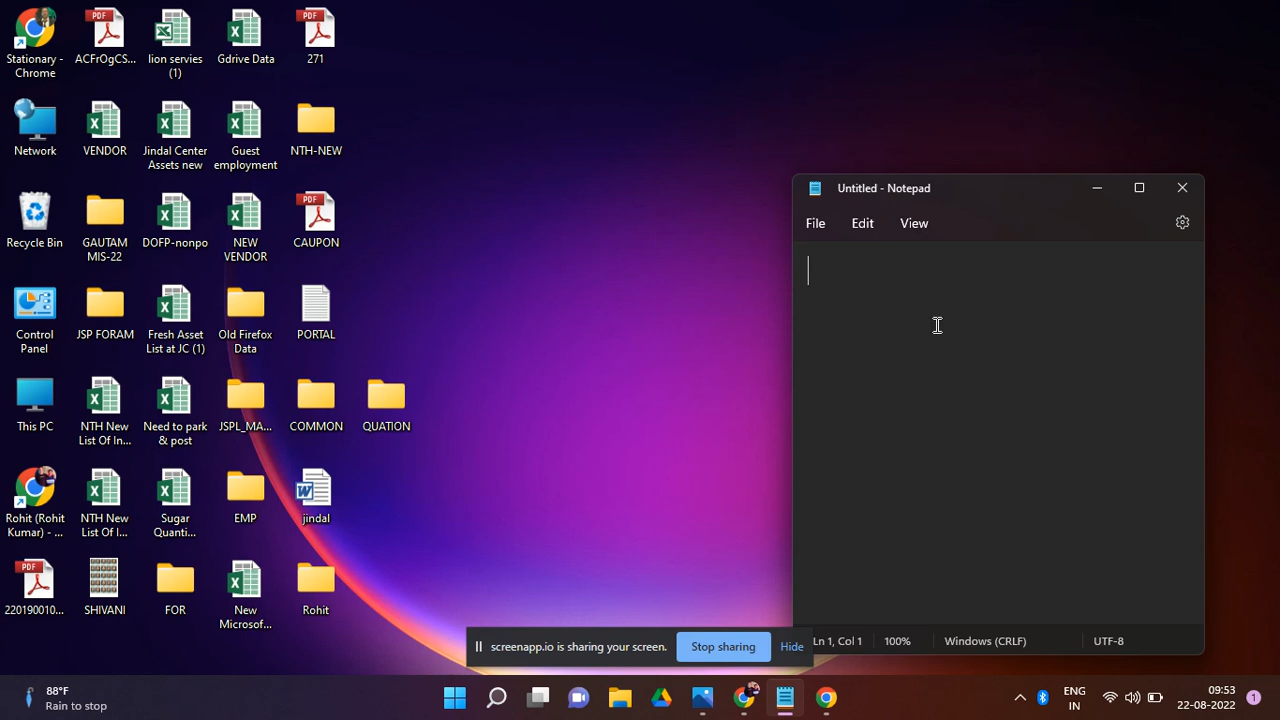 Stationary -
Chrome
ACFrOgCS...
lion servies
(1)
Gdrive Data
271
Network
VENDOR
Jindal Center
Assets new
Guest
employment
NTH-NEW
Recycle Bin
GAUTAM
MIS-22
DOFP-nonpo
NEW
VENDOR
CAUPON
Control
Panel
JSP FORAM
Fresh Asset
List at JC (1)
Old Firefox
Data
PORTAL
This PC
NTH New
List Of In...
Need to park
& post
JSPL_MA...
COMMON
QUATION
Rohit (Rohit
Kumar) - ...
NTH New
List Of I...
Sugar
Quanti...
EMP
jindal
220190010...
SHIVANI
FOR
New
Microsof...
Rohit
Untitled - Notepad
File Edit View
Ln 1, Col 1 100% Windows (CRLF) UTF-8
screenapp.io is sharing your screen. Stop sharing Hide
88°F
Rain to stop
ENG
IN
09:53
22-08-2022
1